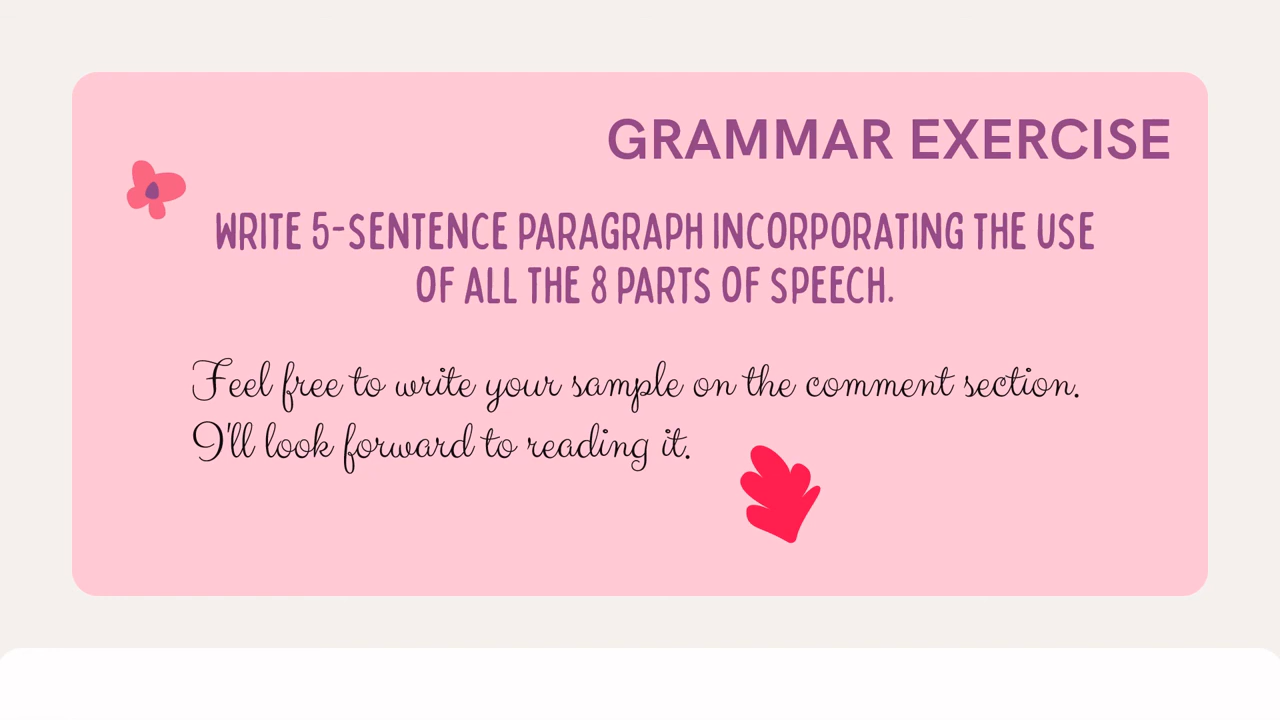 GRAMMAR EXERCISE
WRITE 5-SENTENCE PARAGRAPH INCORPORATING THE USE
OF ALL THE 8 PARTS OF SPEECH.
Feel free to write your sample on the comment section.
I'll look forward to reading it.